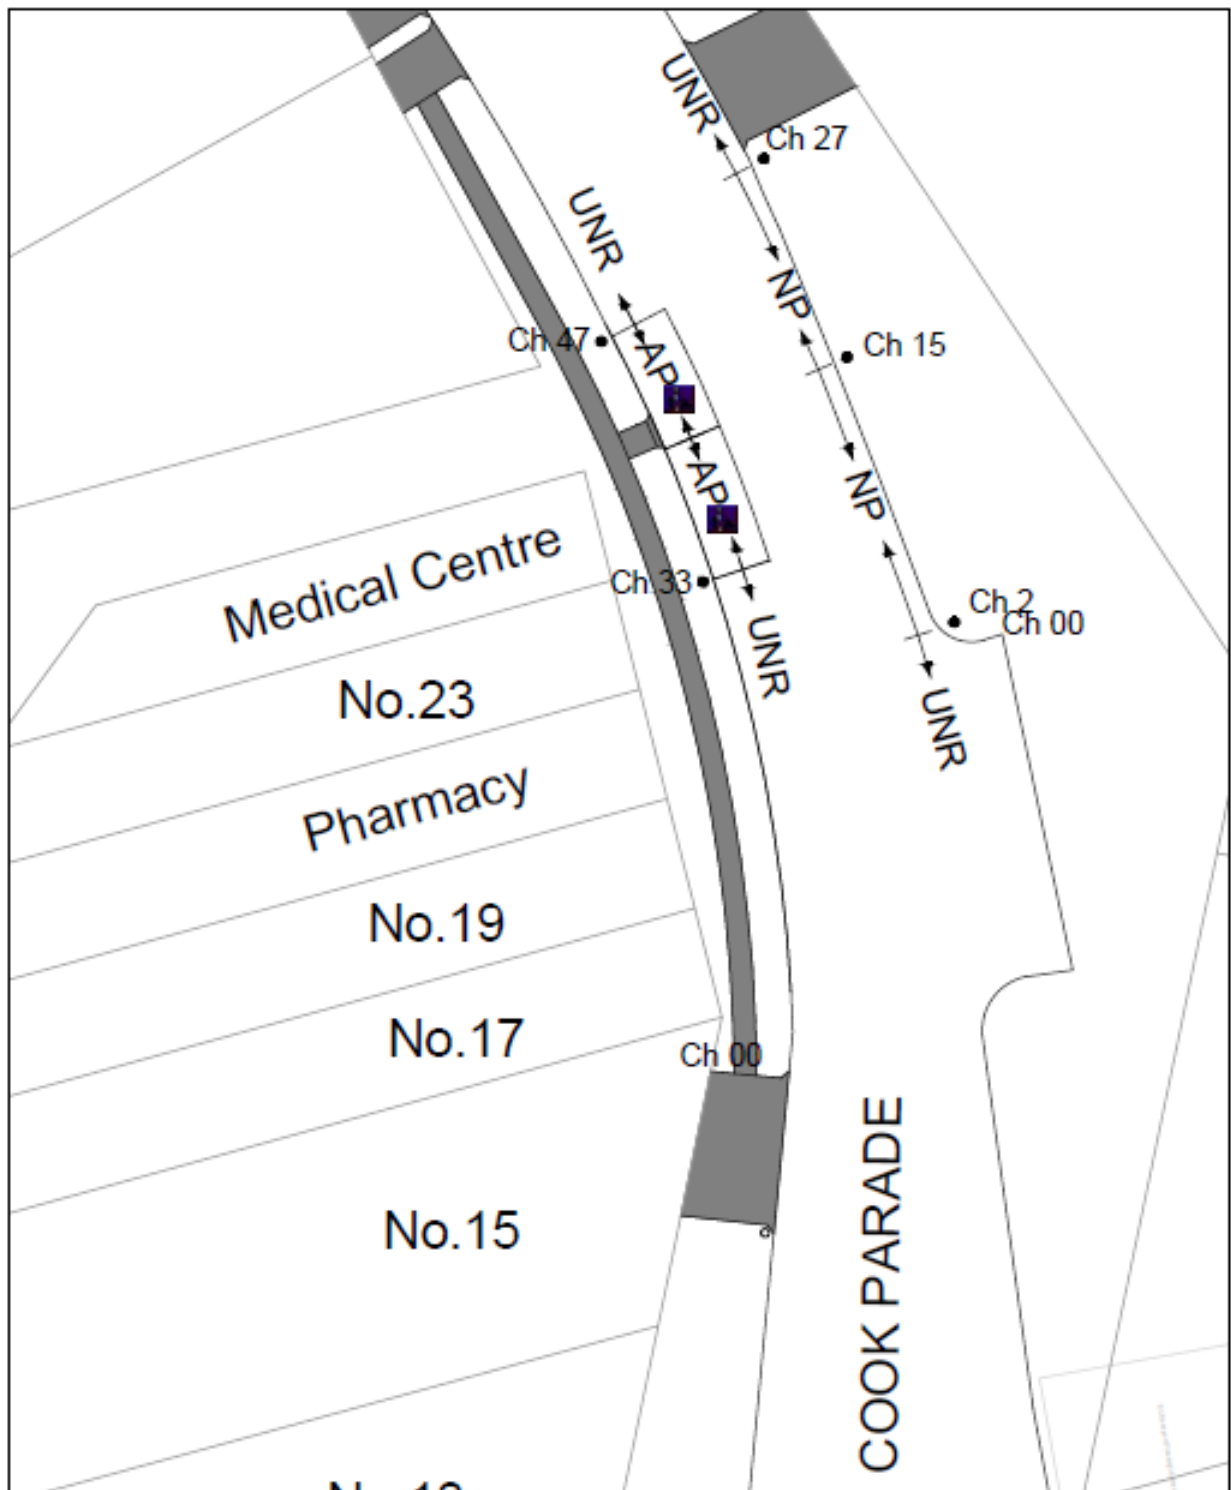 UNR
Ch 27
UNR
NP
Ch 47
AP
Ch 15
AP
NP
Medical Centre
Ch 33
Ch 2
Ch 00
UNR
No.23
UNR
Pharmacy
No.19
No.17
Ch 00
COOK PARADE
No.15